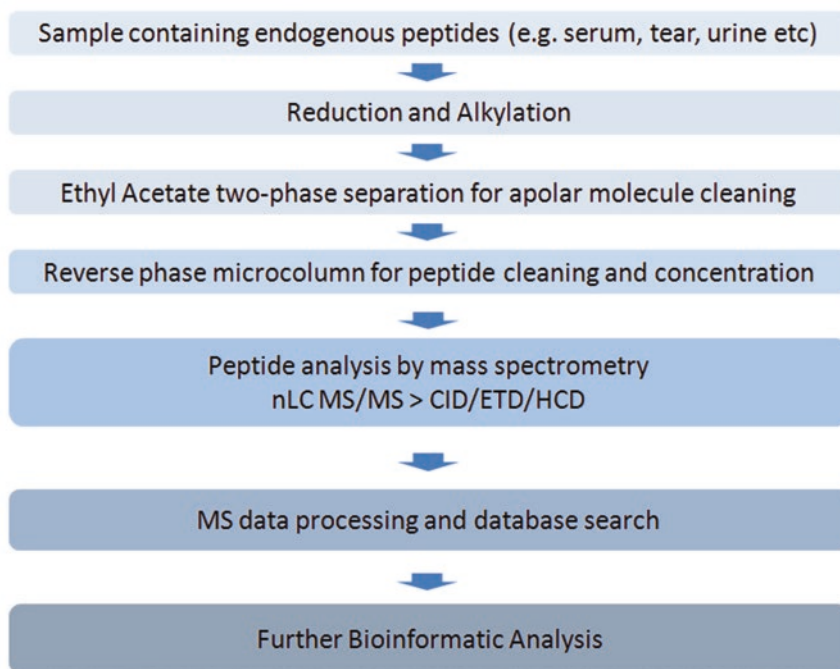 Sample containing endogenous peptides (e.g. serum, tear, urine etc)
Reduction and Alkylation
Ethyl Acetate two-phase separation for apolar molecule cleaning
Reverse phase microcolumn for peptide cleaning and concentration
Peptide analysis by mass spectrometry
nLC MS/MS > CID/ETD/HCD
MS data processing and database search
Further Bioinformatic Analysis